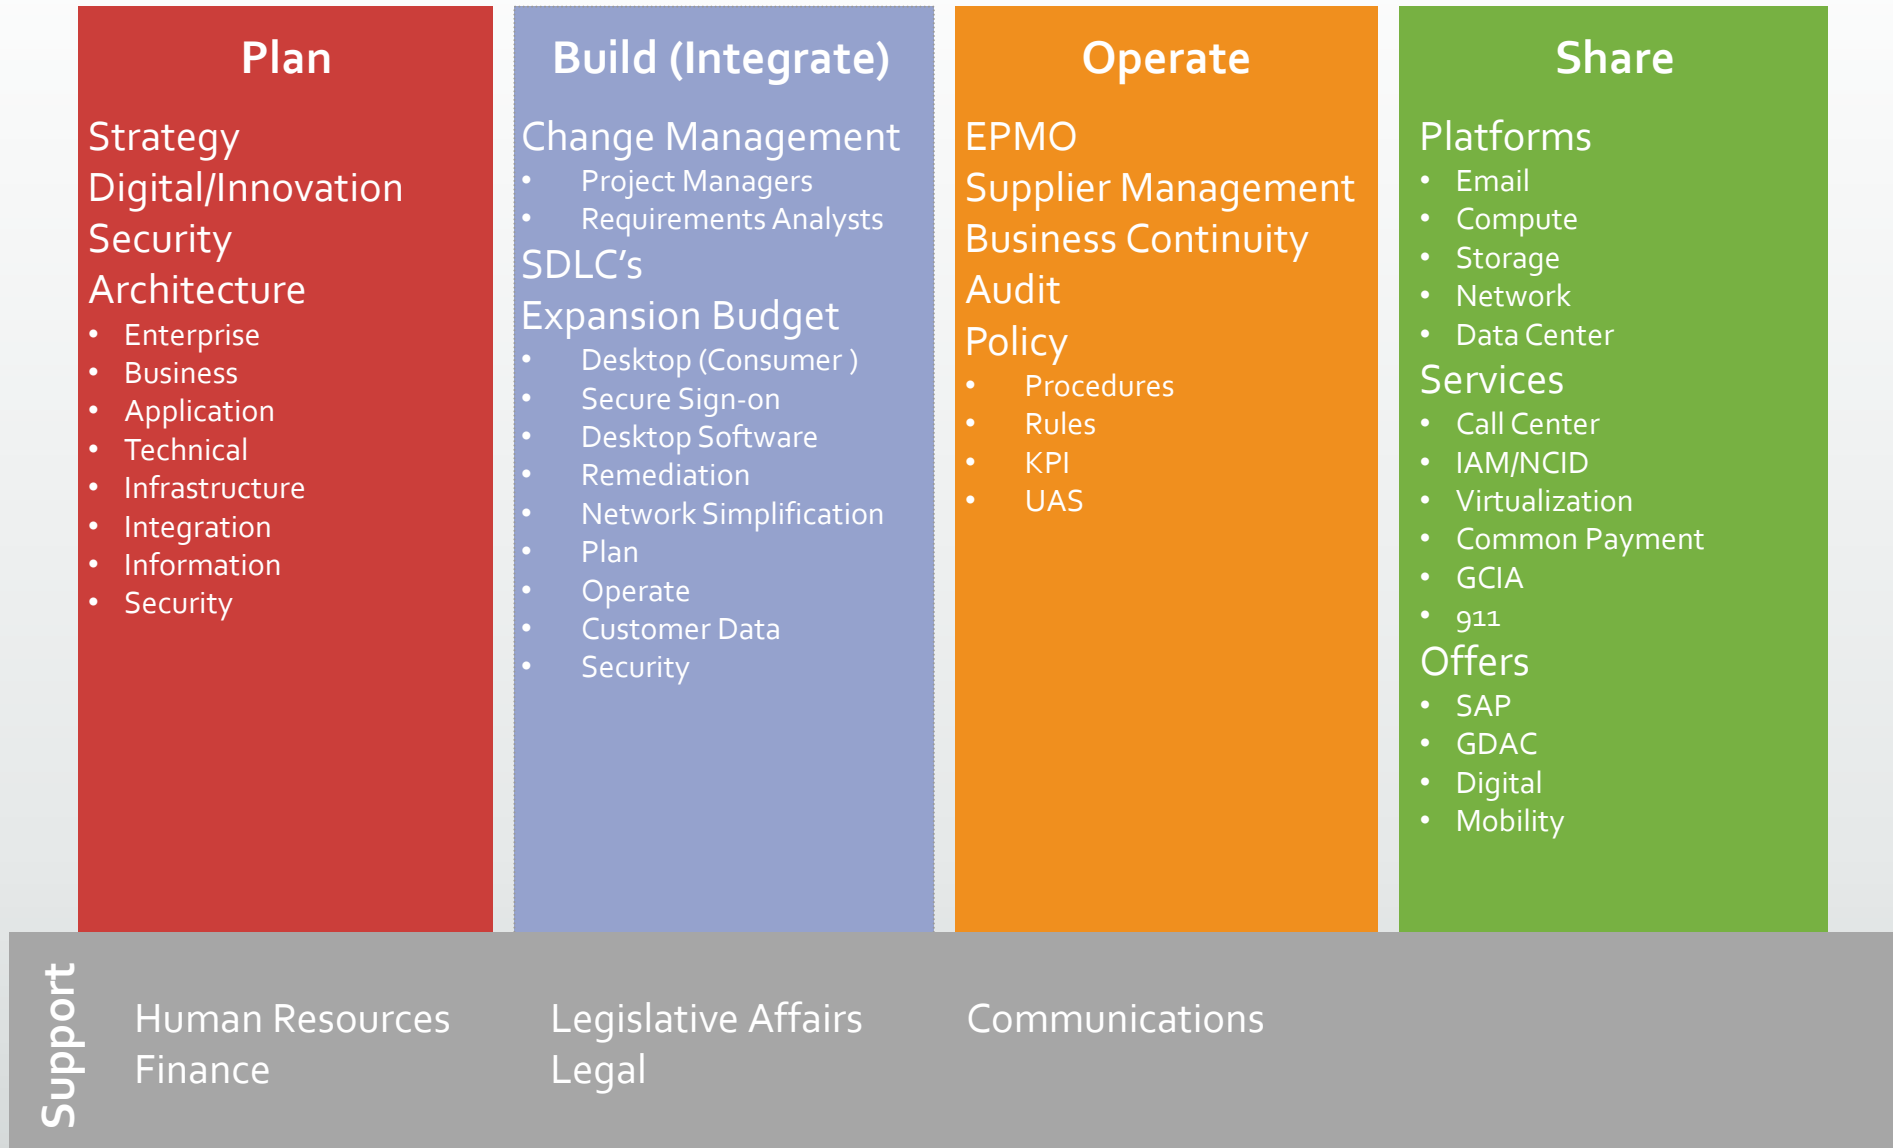 Plan
Strategy
Digital/Innovation
Security
Architecture
• Enterprise
• Business
• Application
• Technical
• Infrastructure
• Integration
• Information
• Security
Build (Integrate)
Change Management
• Project Managers
• Requirements Analysts
SDLC’s
Expansion Budget
• Desktop (Consumer )
• Secure Sign-on
• Desktop Software
• Remediation
• Network Simplification
• Plan
• Operate
• Customer Data
• Security
Operate
EPMO
Supplier Management
Business Continuity
Audit
Policy
• Procedures
• Rules
• KPI
• UAS
Share
Platforms
• Email
• Compute
• Storage
• Network
• Data Center
Services
• Call Center
• IAM/NCID
• Virtualization
• Common Payment
• GCIA
• 911
Offers
• SAP
• GDAC
• Digital
• Mobility
Support
Human Resources
Finance
Legislative Affairs
Legal
Communications